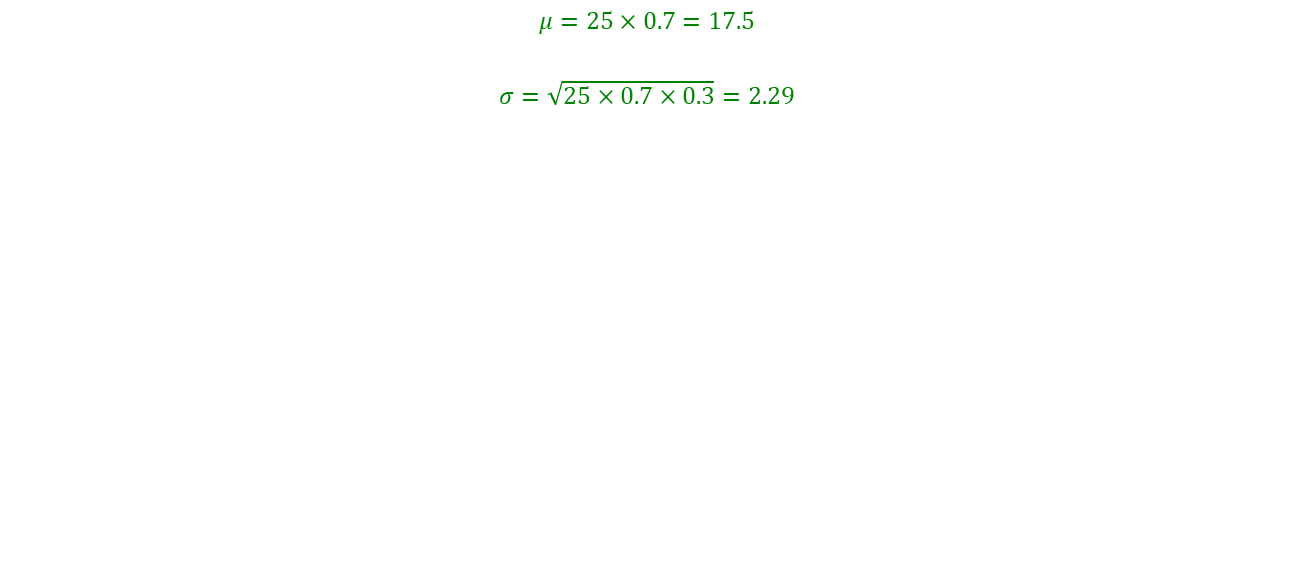 μ = 25 × 0.7 = 17.5
σ = √25 × 0.7 × 0.3 = 2.29